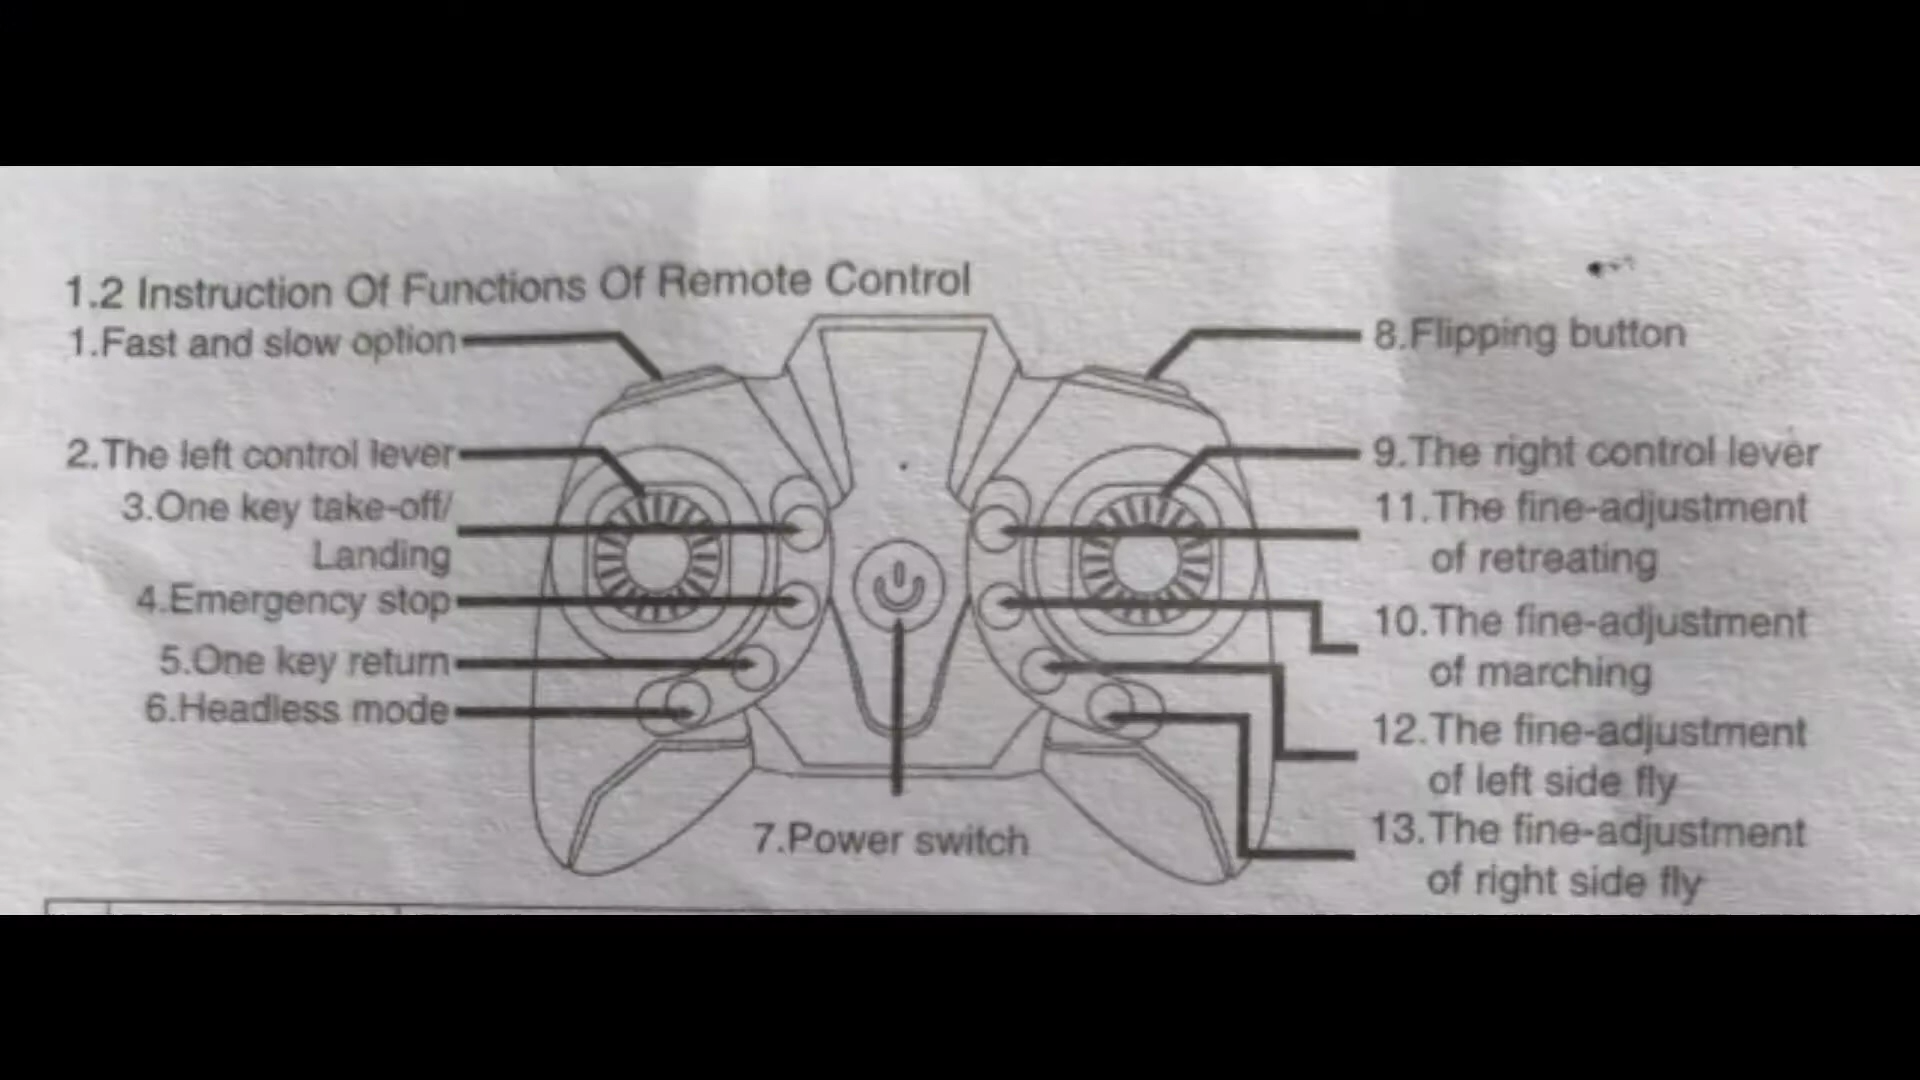 1.2 Instruction Of Functions Of Remote Control
1.Fast and slow option
2.The left control lever
3.One key take-off/
Landing
4.Emergency stop
5.One key return
6.Headless mode
7.Power switch
8.Flipping button
9.The right control lever
11.The fine-adjustment
of retreating
10.The fine-adjustment
of marching
12.The fine-adjustment
of left side fly
13.The fine-adjustment
of right side fly